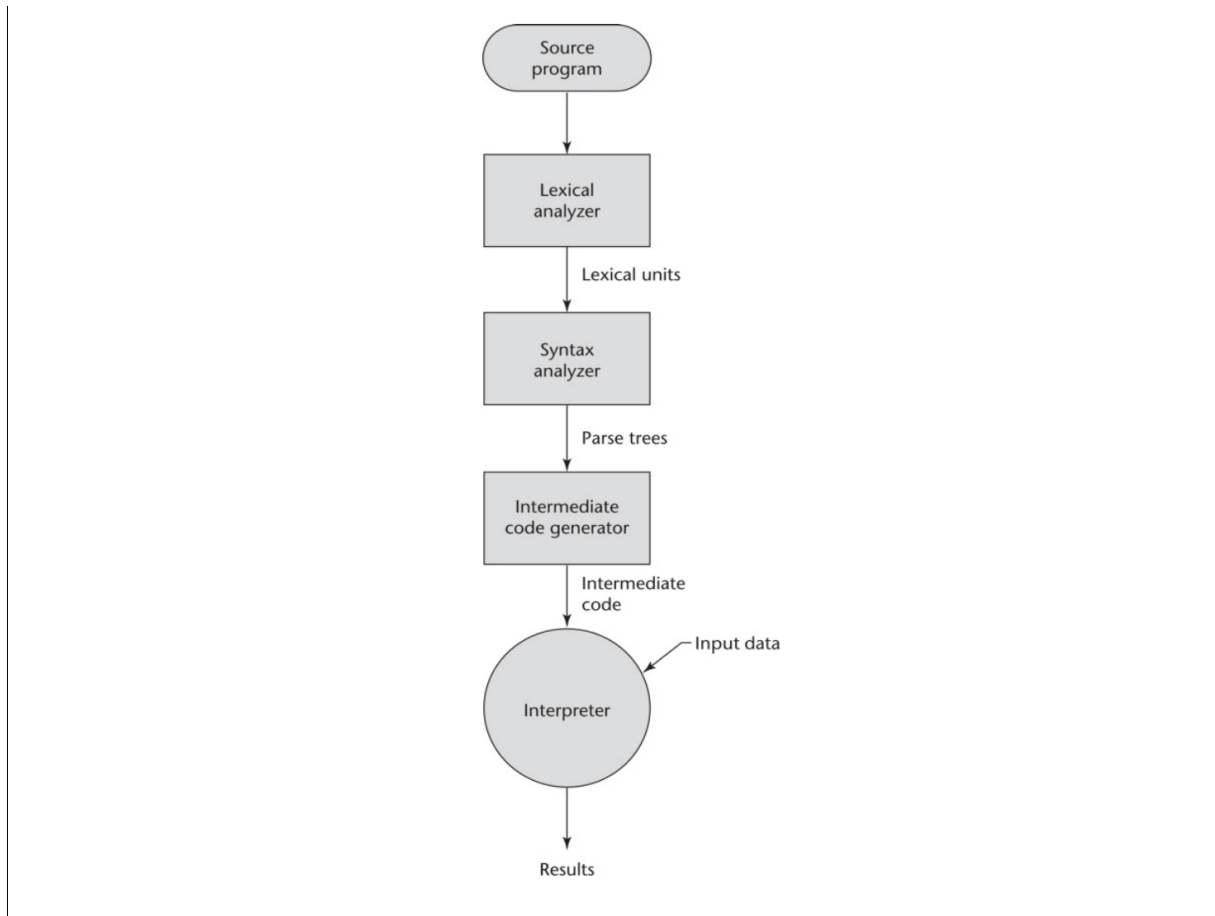 Source
program
Lexical
analyzer
Lexical units
Syntax
analyzer
Parse trees
Intermediate
code generator
Intermediate
code
Input data
Interpreter
Results